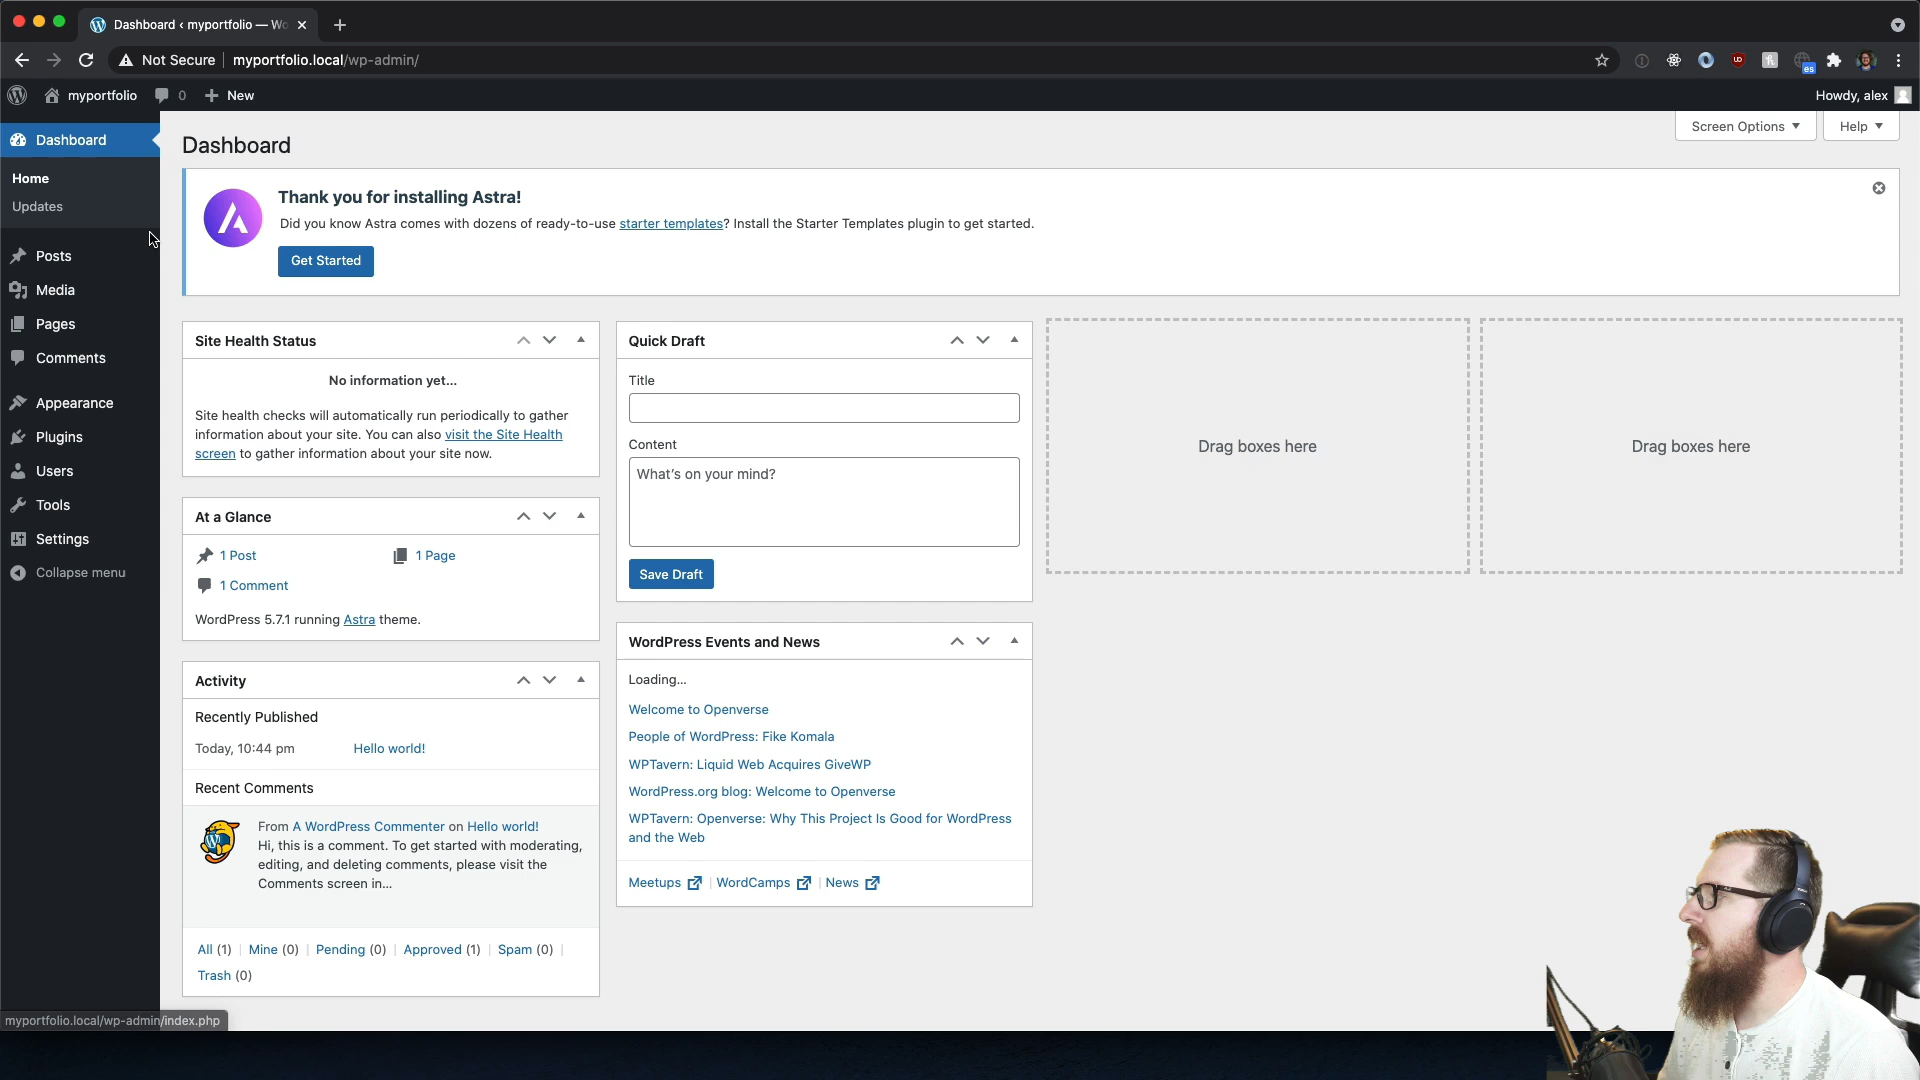 Dashboard ‹ myportfolio — Wo
Not Secure myportfolio.local/wp-admin/
es
myportfolio 0 New Howdy, alex
Dashboard
Home
Updates
Posts
Media
Pages
Comments
Appearance
Plugins
Users
Tools
Settings
Collapse menu
Dashboard
Screen Options Help
Thank you for installing Astra!
Did you know Astra comes with dozens of ready-to-use starter templates? Install the Starter Templates plugin to get started.
Get Started
Site Health Status
No information yet...
Site health checks will automatically run periodically to gather
information about your site. You can also visit the Site Health
screen to gather information about your site now.
At a Glance
1 Post 1 Page
1 Comment
WordPress 5.7.1 running Astra theme.
Activity
Recently Published
Today, 10:44 pm Hello world!
Recent Comments
From A WordPress Commenter on Hello world!
Hi, this is a comment. To get started with moderating,
editing, and deleting comments, please visit the
Comments screen in...
All (1) | Mine (0) | Pending (0) | Approved (1) | Spam (0) |
Trash (0)
Quick Draft
Title
Content
What's on your mind?
Save Draft
WordPress Events and News
Loading...
Welcome to Openverse
People of WordPress: Fike Komala
WPTavern: Liquid Web Acquires GiveWP
WordPress.org blog: Welcome to Openverse
WPTavern: Openverse: Why This Project Is Good for WordPress
and the Web
Meetups | WordCamps | News
Drag boxes here
Drag boxes here
myportfolio.local/wp-admin/index.php